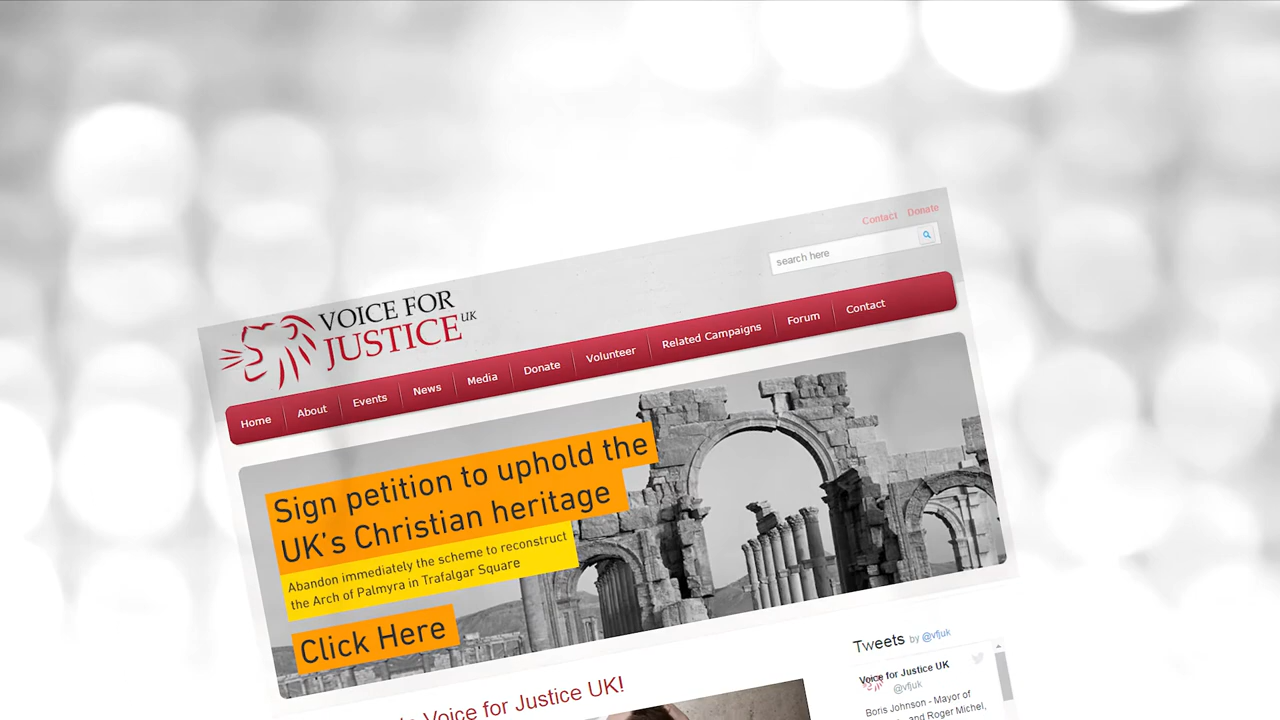 Contact Donate
search here
VOICE FOR
JUSTICE UK
Home About Events News Media Donate Volunteer Related Campaigns Forum Contact
Sign petition to uphold the
UK's Christian heritage
Abandon immediately the scheme to reconstruct
the Arch of Palmyra in Trafalgar Square
Click Here
Voice for Justice UK!
Tweets by @vfjuk
Voice for Justice UK
@vfjuk
Boris Johnson - Mayor of
and Roger Michel,